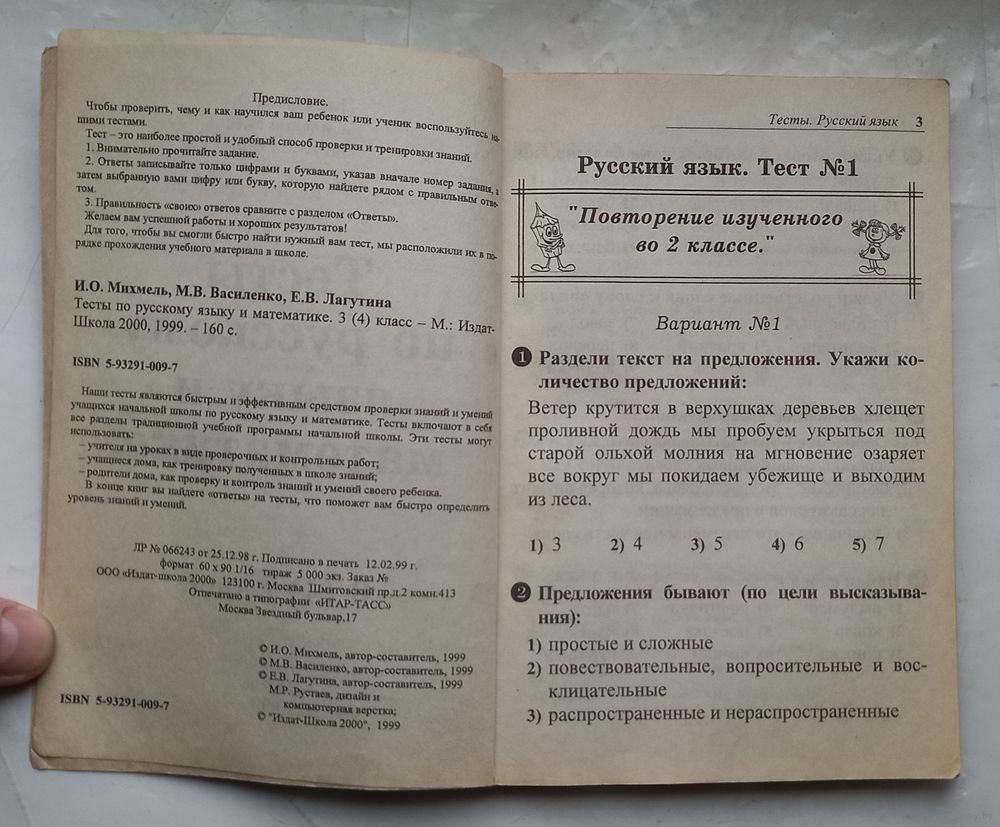 Предисловие.
Чтобы проверить, чему и как научился ваш ребенок или ученик воспользуйтесь на-
шими тестами.
Тест – это наиболее простой и удобный способ проверки и тренировки знаний.
1. Внимательно прочитайте задание.
2. Ответы записывайте только цифрами и буквами, указав вначале номер задания, а
затем выбранную вами цифру или букву, которую найдете рядом с правильным отве-
том.
3. Правильность «своих» ответов сравните с разделом «Ответы».
Желаем вам успешной работы и хороших результатов!
Для того, чтобы вы смогли быстро найти нужный вам тест, мы расположили их в по-
рядке прохождения учебного материала в школе.
И.О. Михмель, М.В. Василенко, Е.В. Лагутина
Тесты по русскому языку и математике. 3 (4) класс – М.: Издат-
Школа 2000, 1999. – 160 с.
ISBN 5-93291-009-7
Наши тесты являются быстрым и эффективным средством проверки знаний и умений
учащихся начальной школы по русскому языку и математике. Тесты включают в себя
все разделы традиционной учебной программы начальной школы. Эти тесты могут
использовать:
– учителя на уроках в виде проверочных и контрольных работ;
– учащиеся дома, как тренировку полученных в школе знаний;
– родители дома, как проверку и контроль знаний и умений своего ребенка.
В конце книг вы найдете «ответы» на тесты, что поможет вам быстро определить
уровень знаний и умений.
ЛР № 066243 от 25.12.98 г. Подписано в печать 12.02.99 г.
формат 60 x 90 1/16 тираж 5 000 экз. Заказ №
ООО «Издат-школа 2000» 123100 г. Москва Шмитовский пр.д.2 комн.413
Отпечатано а типографии «ИТАР-ТАСС»
Москва Звездный бульвар,17
© И.О. Михмель, автор-составитель, 1999
© М.В. Василенко, автор-составитель, 1999
© Е.В. Лагутина, автор-составитель, 1999
М.Р. Рустаев, дизайн и
компьютерная верстка;
© "Издат-Школа 2000", 1999
ISBN 5-93291-009-7
Тесты. Русский язык 3
Русский язык. Тест №1
"Повторение изученного
во 2 классе."
Вариант №1
1 Раздели текст на предложения. Укажи ко-
личество предложений:
Ветер крутится в верхушках деревьев хлещет
проливной дождь мы пробуем укрыться под
старой ольхой молния на мгновение озаряет
все вокруг мы покидаем убежище и выходим
из леса.
1) 3 2) 4 3) 5 4) 6 5) 7
2 Предложения бывают (по цели высказыва-
ния):
1) простые и сложные
2) повествовательные, вопросительные и вос-
клицательные
3) распространенные и нераспространенные